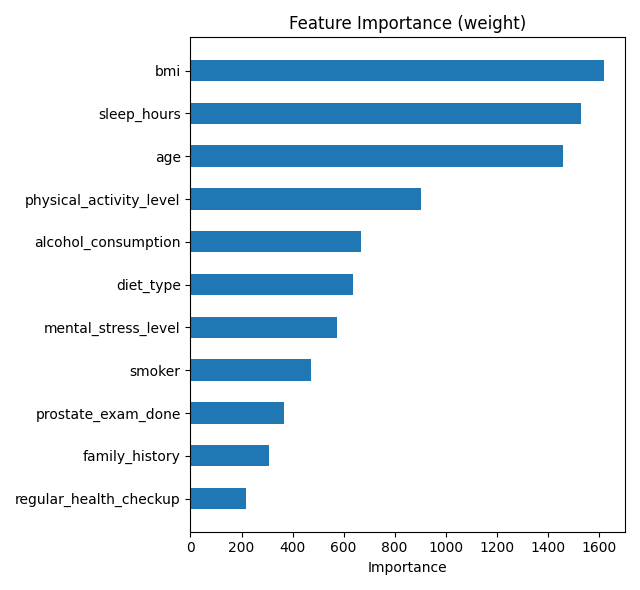 Feature Importance (weight)
bmi
sleep_hours
age
physical_activity_level
alcohol_consumption
diet_type
mental_stress_level
smoker
prostate_exam_done
family_history
regular_health_checkup
0 200 400 600 800 1000 1200 1400 1600
Importance